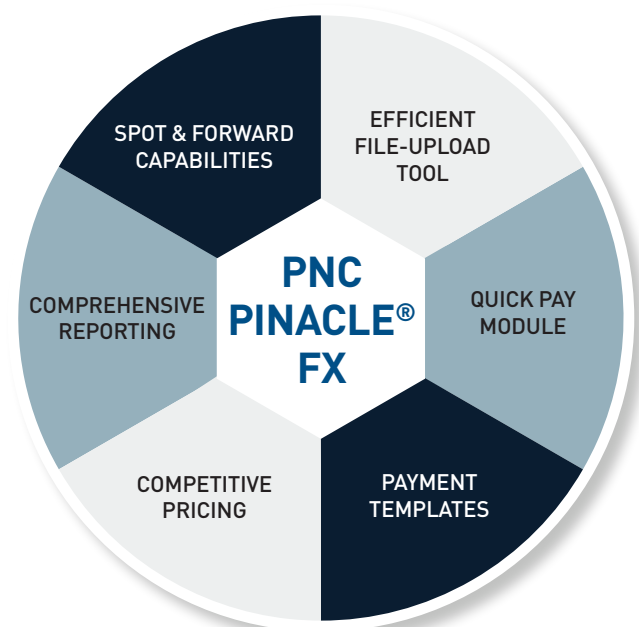 PNC
PINACLE®
FX
EFFICIENT
FILE-UPLOAD
TOOL
QUICK PAY
MODULE
PAYMENT
TEMPLATES
COMPETITIVE
PRICING
COMPREHENSIVE
REPORTING
SPOT & FORWARD
CAPABILITIES